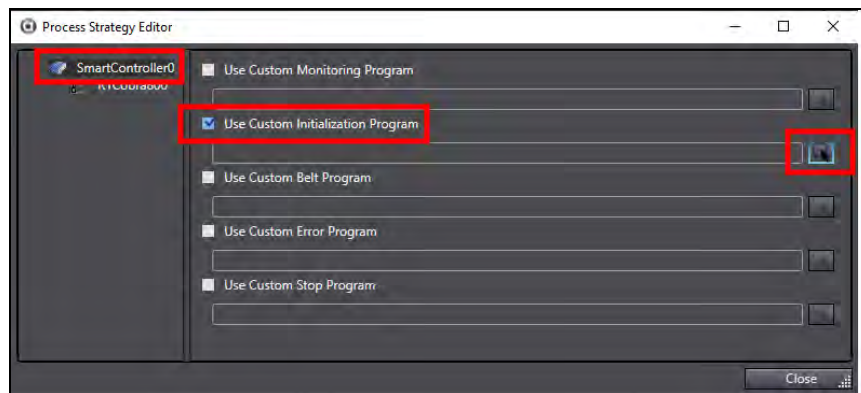 Process Strategy Editor
SmartController0
R1Cobra800
Use Custom Monitoring Program
Use Custom Initialization Program
Use Custom Belt Program
Use Custom Error Program
Use Custom Stop Program
Close